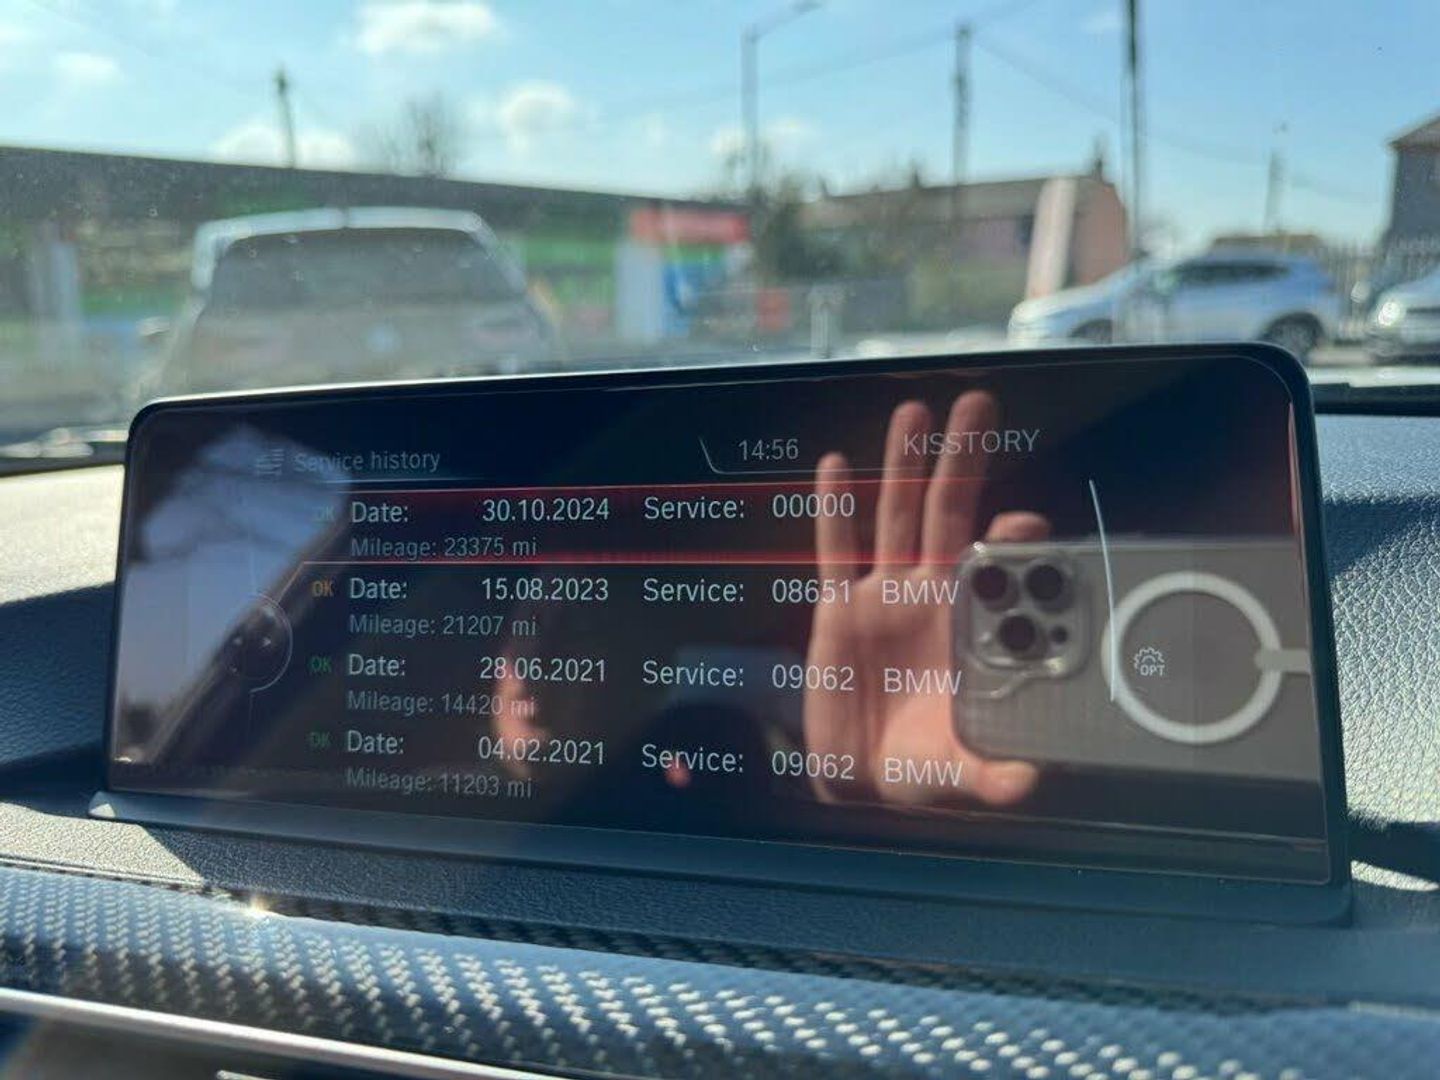 Service history
14:56
KISSTORY
OK Date: 30.10.2024 Service: 00000
Mileage: 23375 mi
OK Date: 15.08.2023 Service: 08651 BMW
Mileage: 21207 mi
OK Date: 28.06.2021 Service: 09062 BMW
Mileage: 14420 mi
OK Date: 04.02.2021 Service: 09062 BMW
Mileage: 11203 mi
OPT